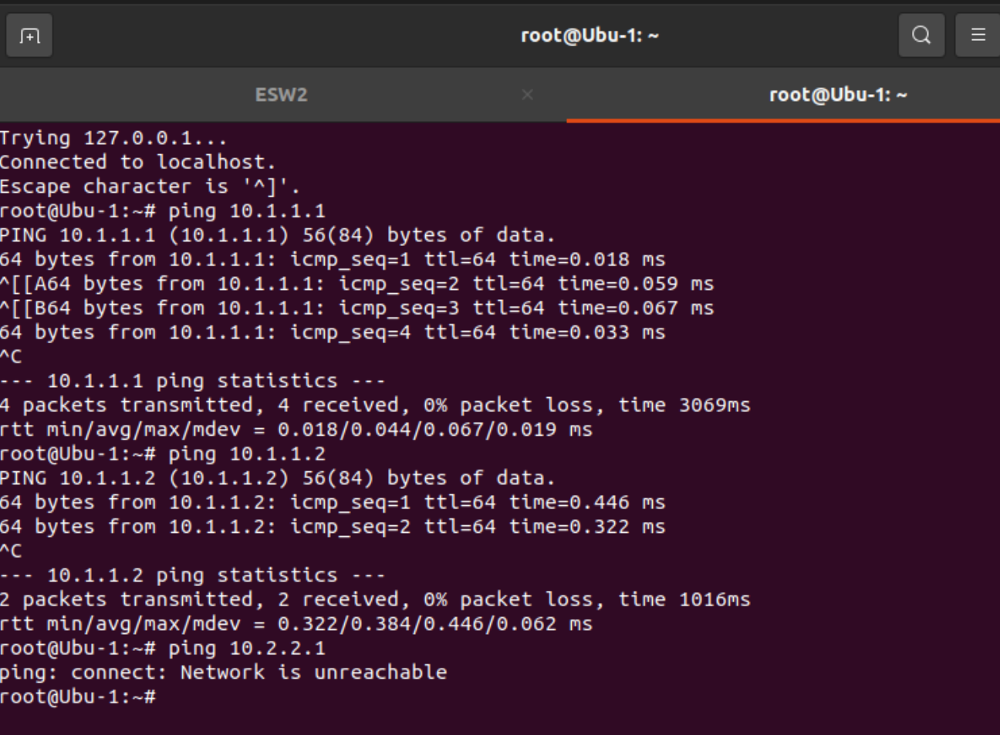 root@Ubu-1: ~
ESW2 × root@Ubu-1: ~
Trying 127.0.0.1...
Connected to localhost.
Escape character is '^]'.
root@Ubu-1:~# ping 10.1.1.1
PING 10.1.1.1 (10.1.1.1) 56(84) bytes of data.
64 bytes from 10.1.1.1: icmp_seq=1 ttl=64 time=0.018 ms
^[[A64 bytes from 10.1.1.1: icmp_seq=2 ttl=64 time=0.059 ms
^[[B64 bytes from 10.1.1.1: icmp_seq=3 ttl=64 time=0.067 ms
64 bytes from 10.1.1.1: icmp_seq=4 ttl=64 time=0.033 ms
^C
--- 10.1.1.1 ping statistics ---
4 packets transmitted, 4 received, 0% packet loss, time 3069ms
rtt min/avg/max/mdev = 0.018/0.044/0.067/0.019 ms
root@Ubu-1:~# ping 10.1.1.2
PING 10.1.1.2 (10.1.1.2) 56(84) bytes of data.
64 bytes from 10.1.1.2: icmp_seq=1 ttl=64 time=0.446 ms
64 bytes from 10.1.1.2: icmp_seq=2 ttl=64 time=0.322 ms
^C
--- 10.1.1.2 ping statistics ---
2 packets transmitted, 2 received, 0% packet loss, time 1016ms
rtt min/avg/max/mdev = 0.322/0.384/0.446/0.062 ms
root@Ubu-1:~# ping 10.2.2.1
ping: connect: Network is unreachable
root@Ubu-1:~#